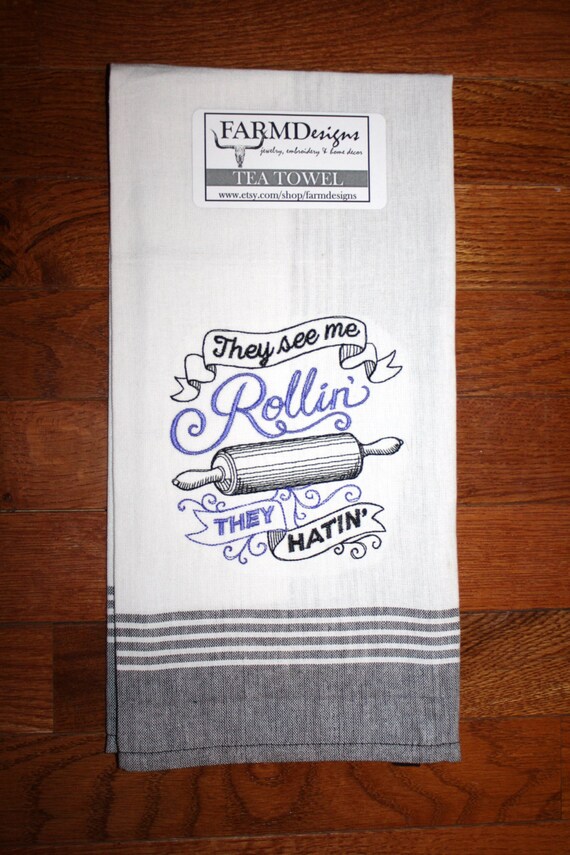 FARMDesigns
jewelry, embroidery & home decor
TEA TOWEL
www.etsy.com/shop/farmdesigns
They see me
Rollin'
THEY
HATIN'